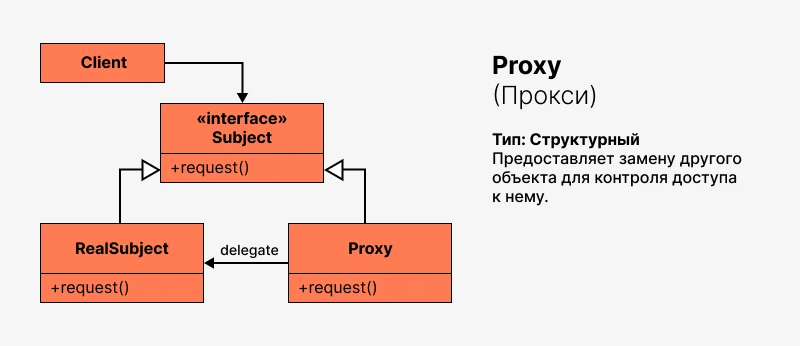 Client
«interface»
Subject
+request()
RealSubject
+request()
delegate
Proxy
+request()
Proxy
(Прокси)
Тип: Структурный
Предоставляет замену другого
объекта для контроля доступа
к нему.